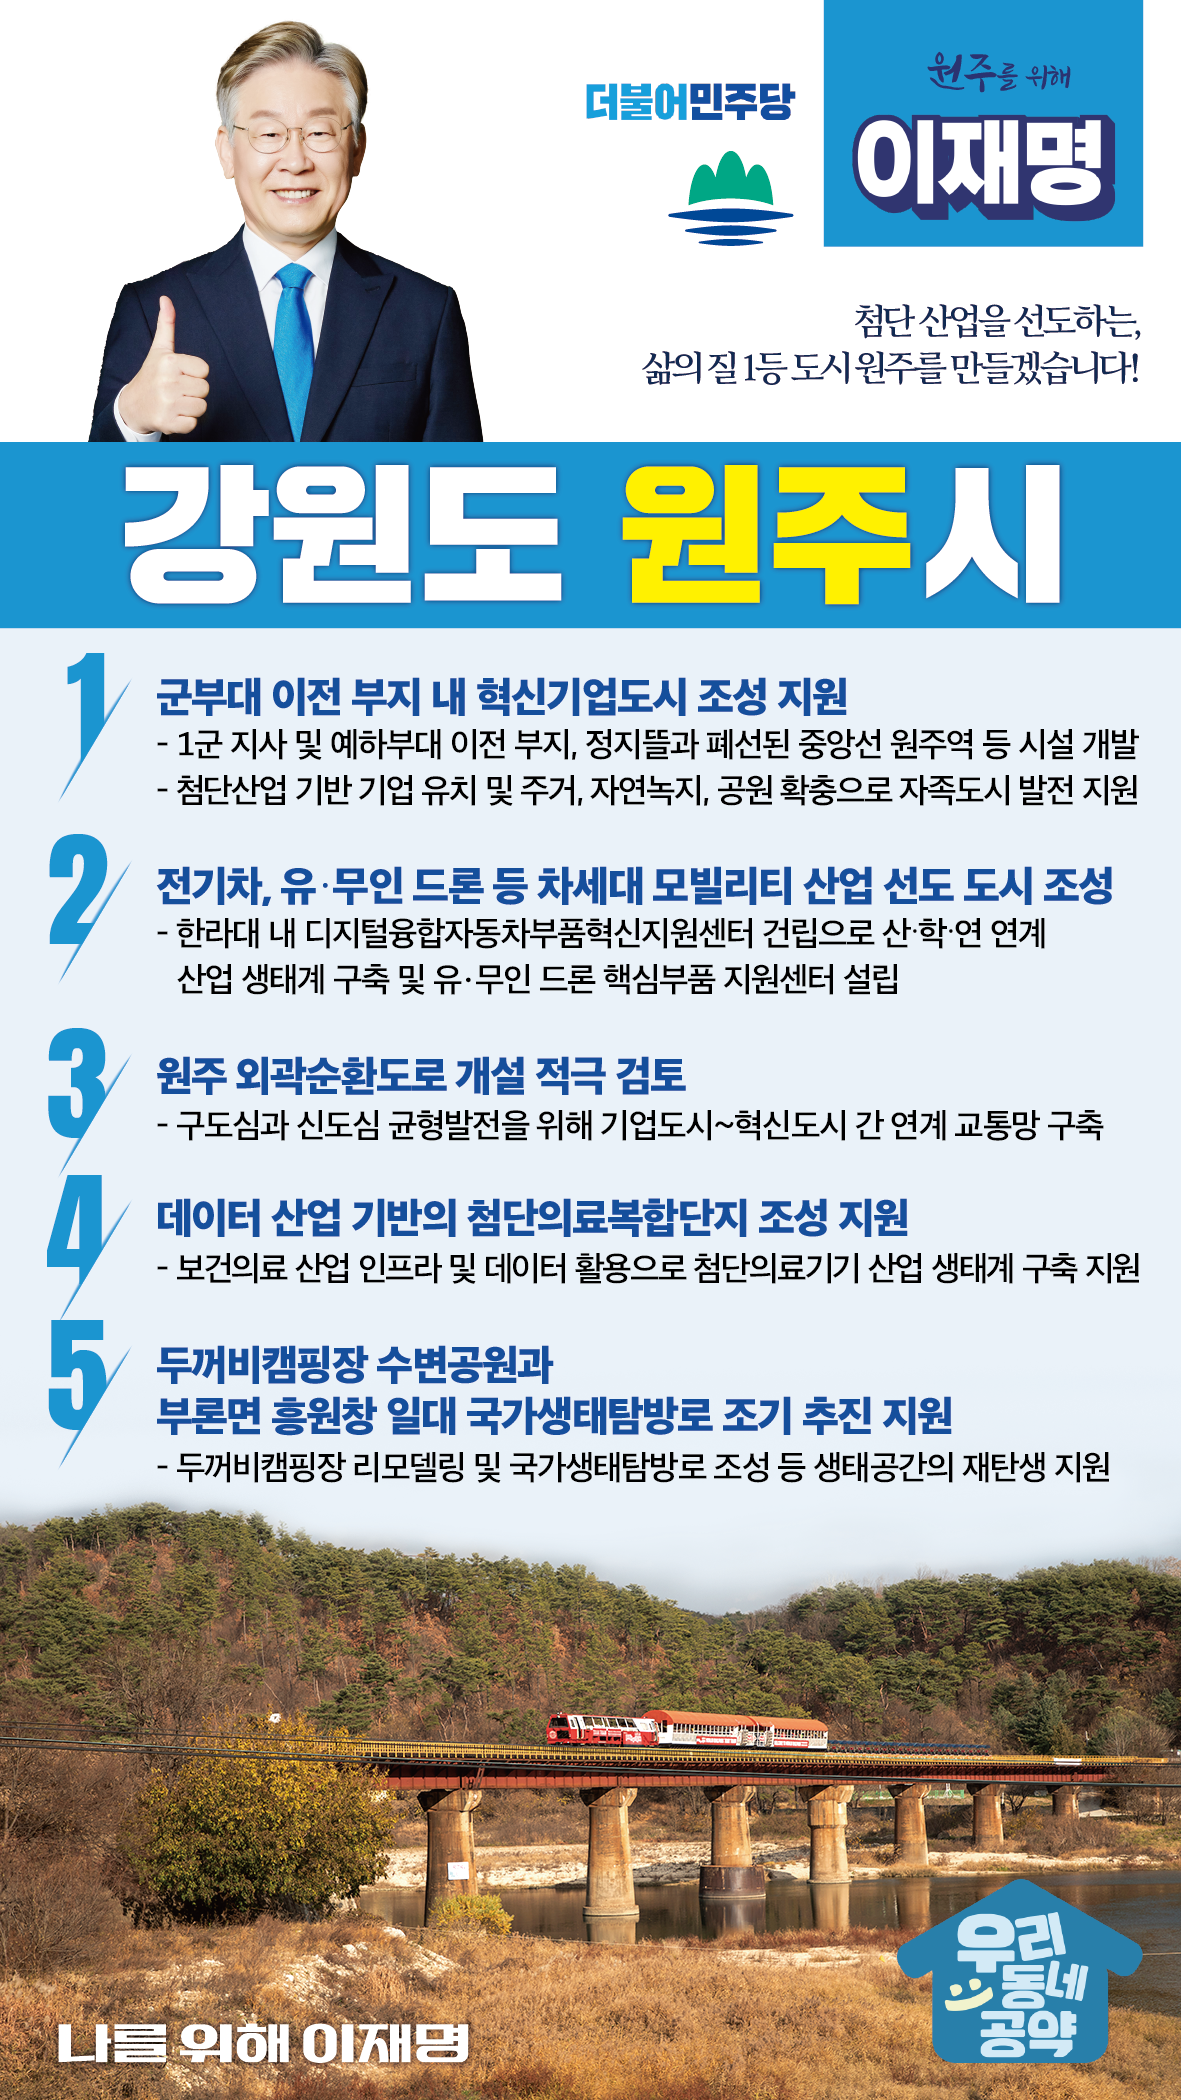 더불어민주당
원주를 위해
이재명
첨단 산업을 선도하는,
삶의 질 1등 도시 원주를 만들겠습니다!
강원도 원주시
1
군부대 이전 부지 내 혁신기업도시 조성 지원
- 1군 지사 및 예하부대 이전 부지, 정지뜰과 폐선된 중앙선 원주역 등 시설 개발
- 첨단산업 기반 기업 유치 및 주거, 자연녹지, 공원 확충으로 자족도시 발전 지원
2
전기차, 유·무인 드론 등 차세대 모빌리티 산업 선도 도시 조성
- 한라대 내 디지털융합자동차부품혁신지원센터 건립으로 산·학·연 연계
산업 생태계 구축 및 유·무인 드론 핵심부품 지원센터 설립
3
원주 외곽순환도로 개설 적극 검토
- 구도심과 신도심 균형발전을 위해 기업도시~혁신도시 간 연계 교통망 구축
4
데이터 산업 기반의 첨단의료복합단지 조성 지원
- 보건의료 산업 인프라 및 데이터 활용으로 첨단의료기기 산업 생태계 구축 지원
5
두꺼비캠핑장 수변공원과
부론면 흥원창 일대 국가생태탐방로 조기 추진 지원
- 두꺼비캠핑장 리모델링 및 국가생태탐방로 조성 등 생태공간의 재탄생 지원
우리
동네
공약
나를 위해 이재명